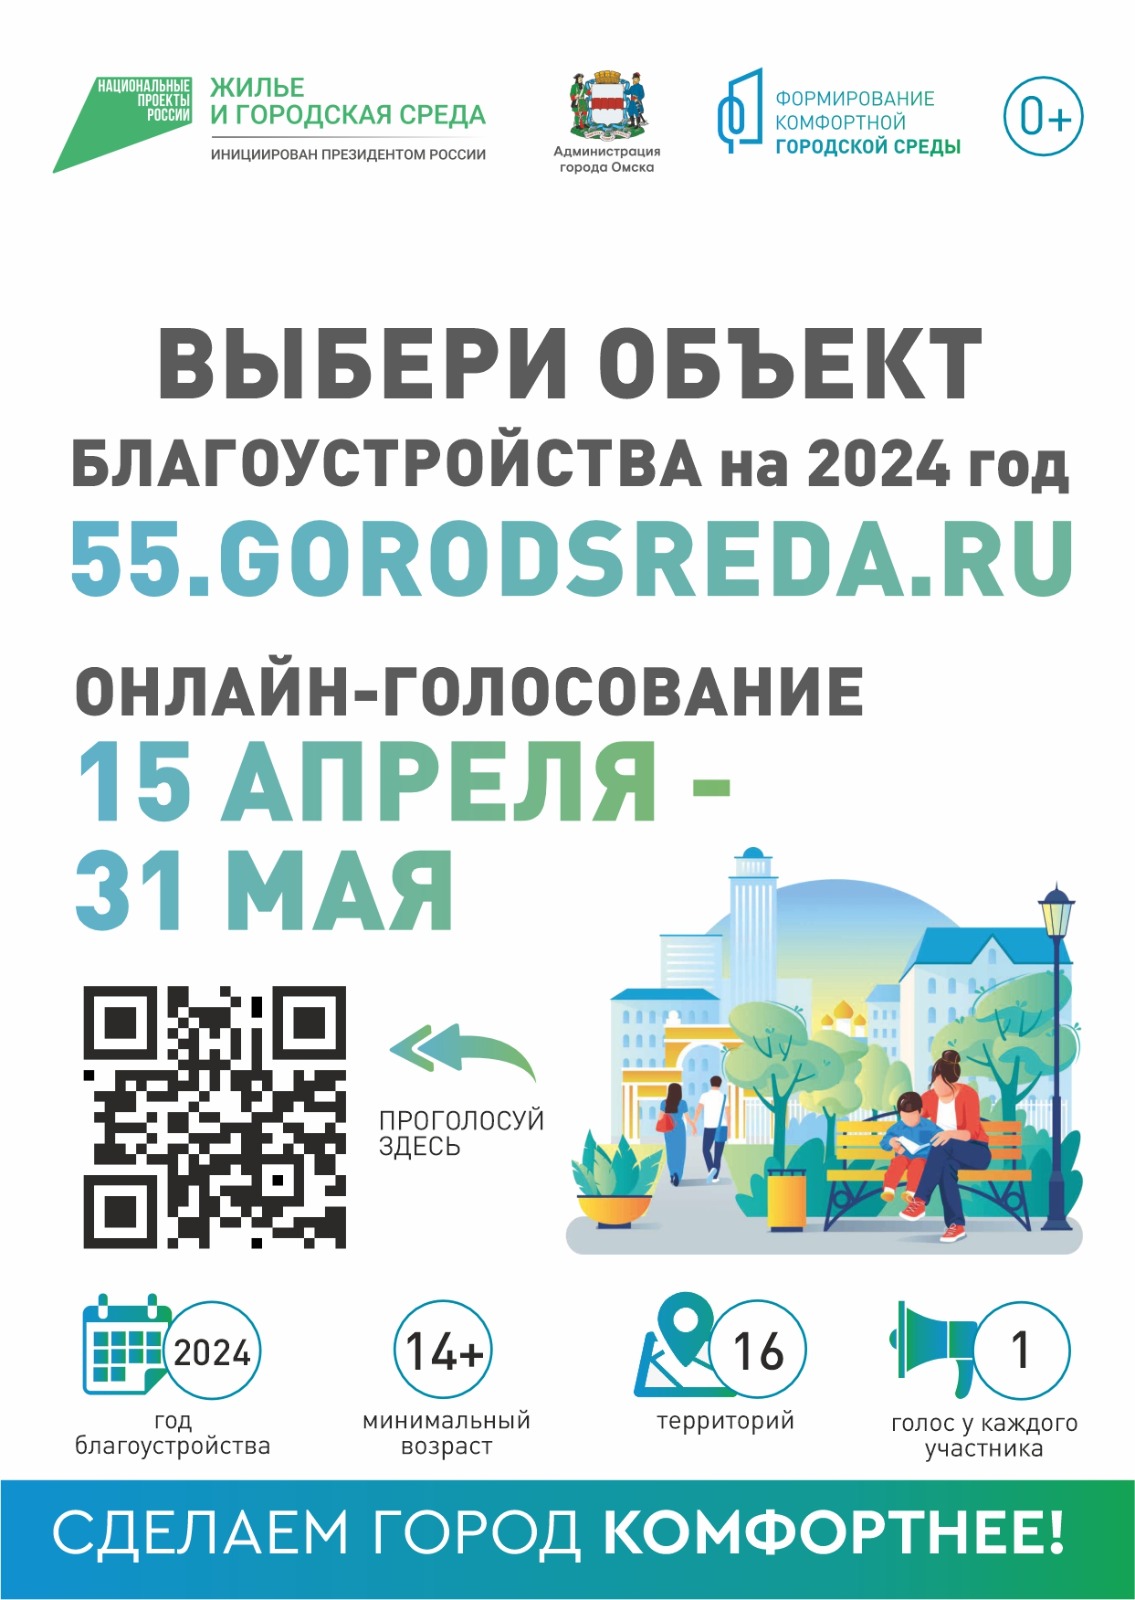 НАЦИОНАЛЬНЫЕ
ПРОЕКТЫ
РОССИИ
ЖИЛЬЕ
И ГОРОДСКАЯ СРЕДА
ИНИЦИИРОВАН ПРЕЗИДЕНТОМ РОССИИ
Администрация
города Омска
ФОРМИРОВАНИЕ
КОМФОРТНОЙ
ГОРОДСКОЙ СРЕДЫ
0+
ВЫБЕРИ ОБЪЕКТ
БЛАГОУСТРОЙСТВА на 2024 год
55.GORODSREDA.RU
ОНЛАЙН-ГОЛОСОВАНИЕ
15 АПРЕЛЯ -
31 МАЯ
ПРОГОЛОСУЙ
ЗДЕСЬ
2024
год
благоустройства
14+
минимальный
возраст
16
территорий
1
голос у каждого
участника
СДЕЛАЕМ ГОРОД КОМФОРТНЕЕ!